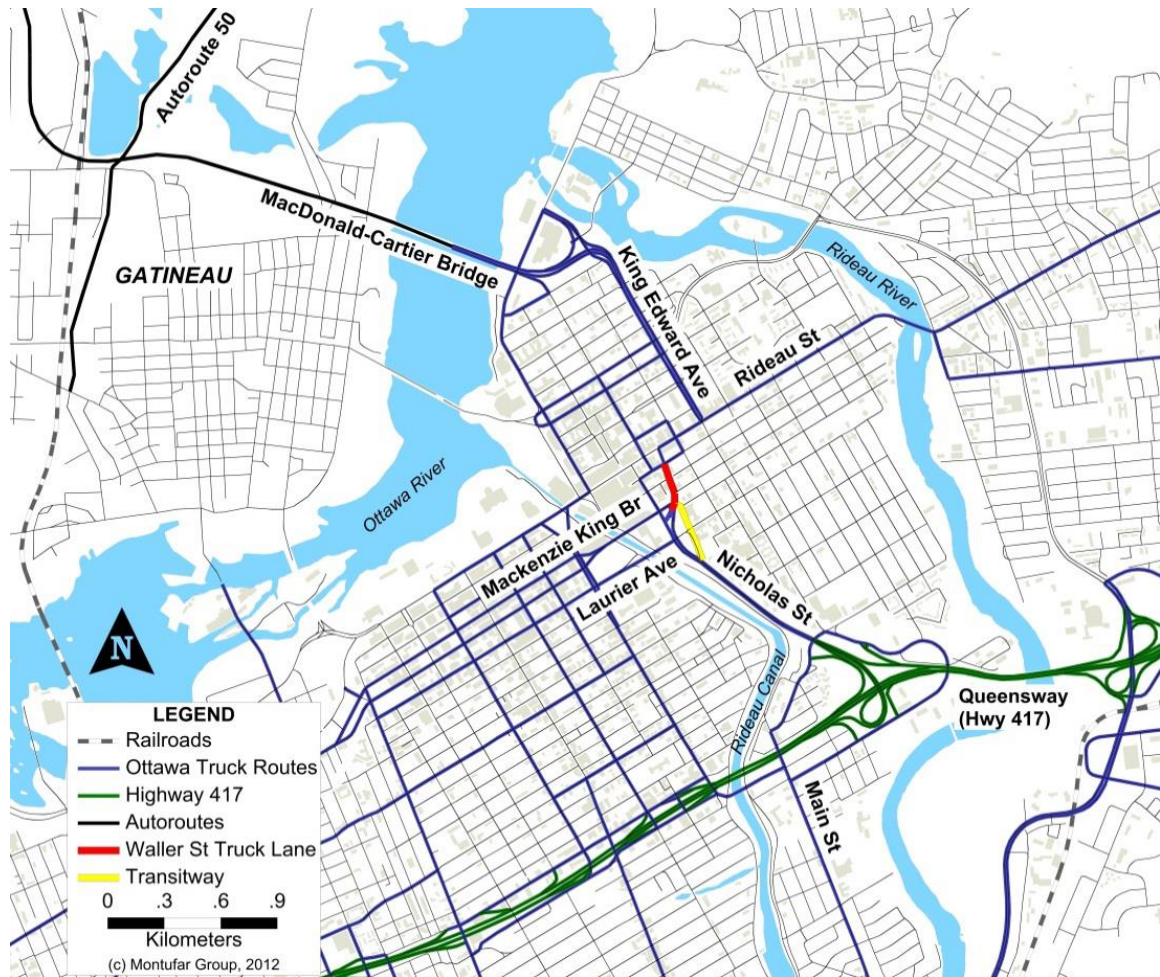 Autoroute 50
MacDonald-Cartier Bridge
GATINEAU
King Edward Ave
Rideau River
Rideau St
Ottawa River
Mackenzie King Br
Laurier Ave
Nicholas St
Rideau Canal
Queensway
(Hwy 417)
Main St
N
LEGEND
Railroads
Ottawa Truck Routes
Highway 417
Autoroutes
Waller St Truck Lane
Transitway
0 .3 .6 .9
Kilometers
(c) Montufar Group, 2012